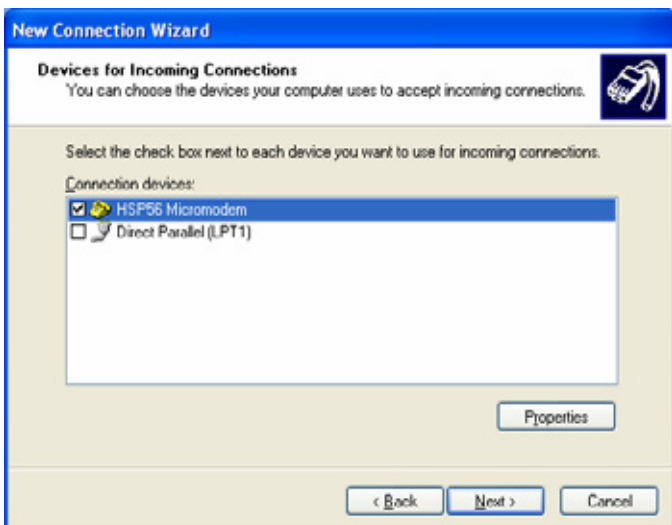 New Connection Wizard
Devices for Incoming Connections
You can choose the devices your computer uses to accept incoming connections.
Select the check box next to each device you want to use for incoming connections.
Connection devices:
HSP56 Micromodem
Direct Parallel (LPT1)
Properties
< Back
Next >
Cancel